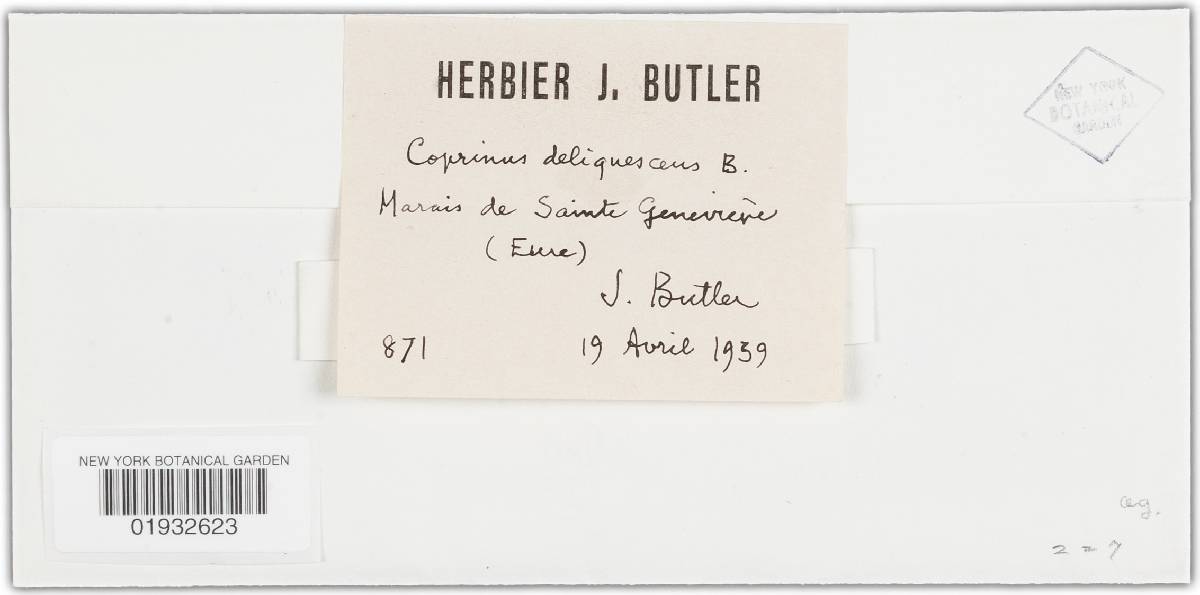 HERBIER J. BUTLER
Coprinus deliquescens B.
Marais de Sainte Geneviève
(Eure)
J. Butler
871 19 Avril 1939
NEW YORK
BOTANICAL
GARDEN
NEW YORK BOTANICAL GARDEN
01932623